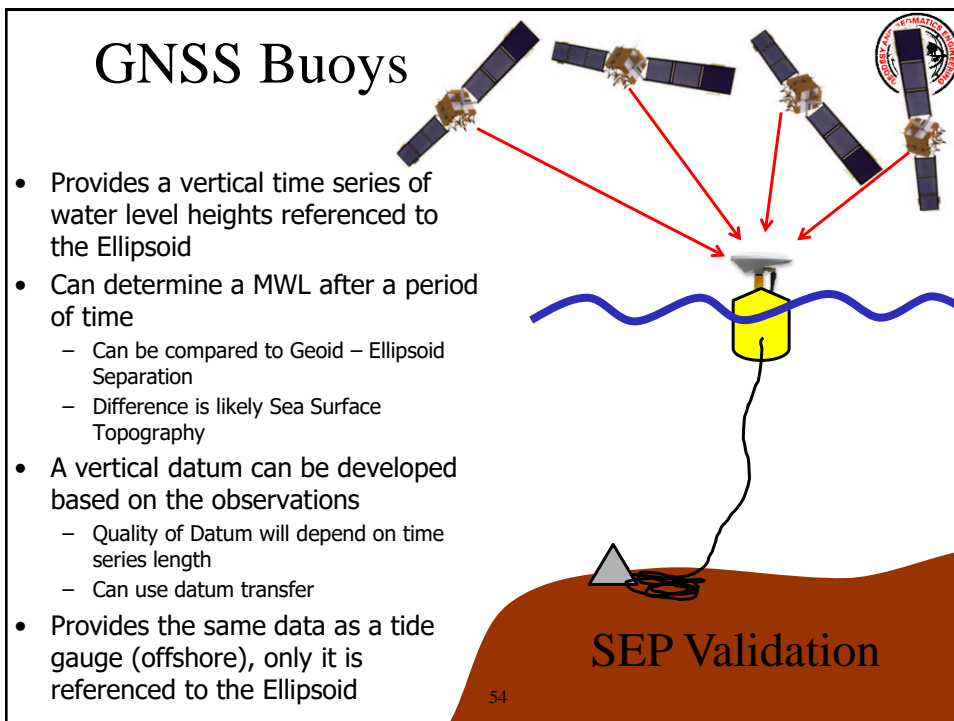 GNSS Buoys
• Provides a vertical time series of
water level heights referenced to
the Ellipsoid
• Can determine a MWL after a period
of time
– Can be compared to Geoid – Ellipsoid
Separation
– Difference is likely Sea Surface
Topography
• A vertical datum can be developed
based on the observations
– Quality of Datum will depend on time
series length
– Can use datum transfer
• Provides the same data as a tide
gauge (offshore), only it is
referenced to the Ellipsoid
SEP Validation
54